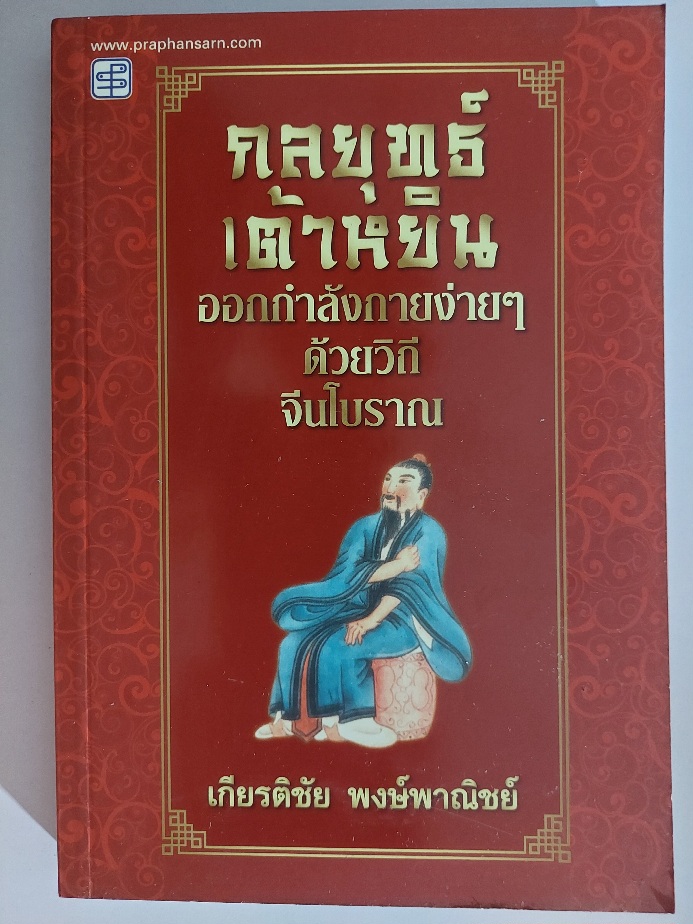 www.praphansarn.com
กลยุทธ์
เต้าหยิน
ออกกำลังกายง่ายๆ
ด้วยวิถี
จีนโบราณ
เกียรติชัย พงษ์พาณิชย์